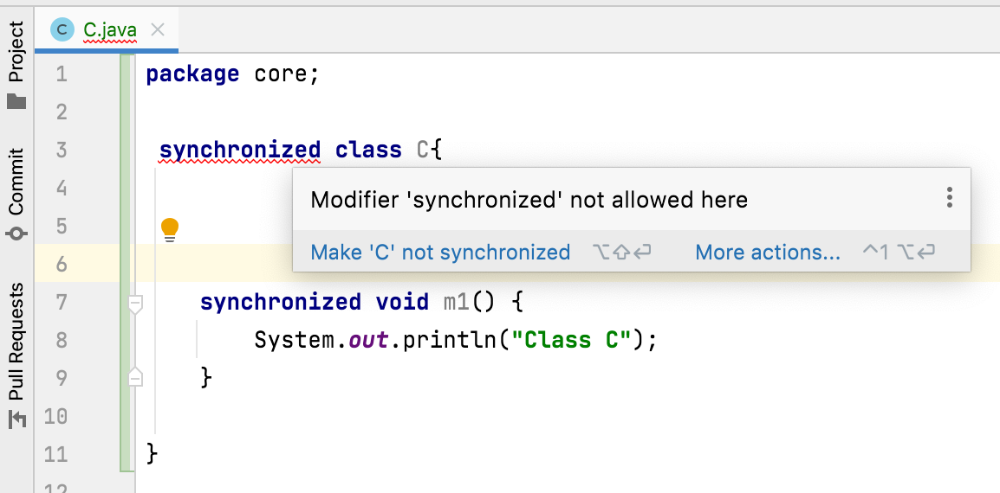 C C.java
Project
Commit
Pull Requests
1 package core;
2
3 synchronized class C{
4
Modifier 'synchronized' not allowed here
5
Make 'C' not synchronized ⌥⇧⏎ More actions... ^1 ⌥⏎
6
7 synchronized void m1() {
8 System.out.println("Class C");
9 }
10
11 }
12